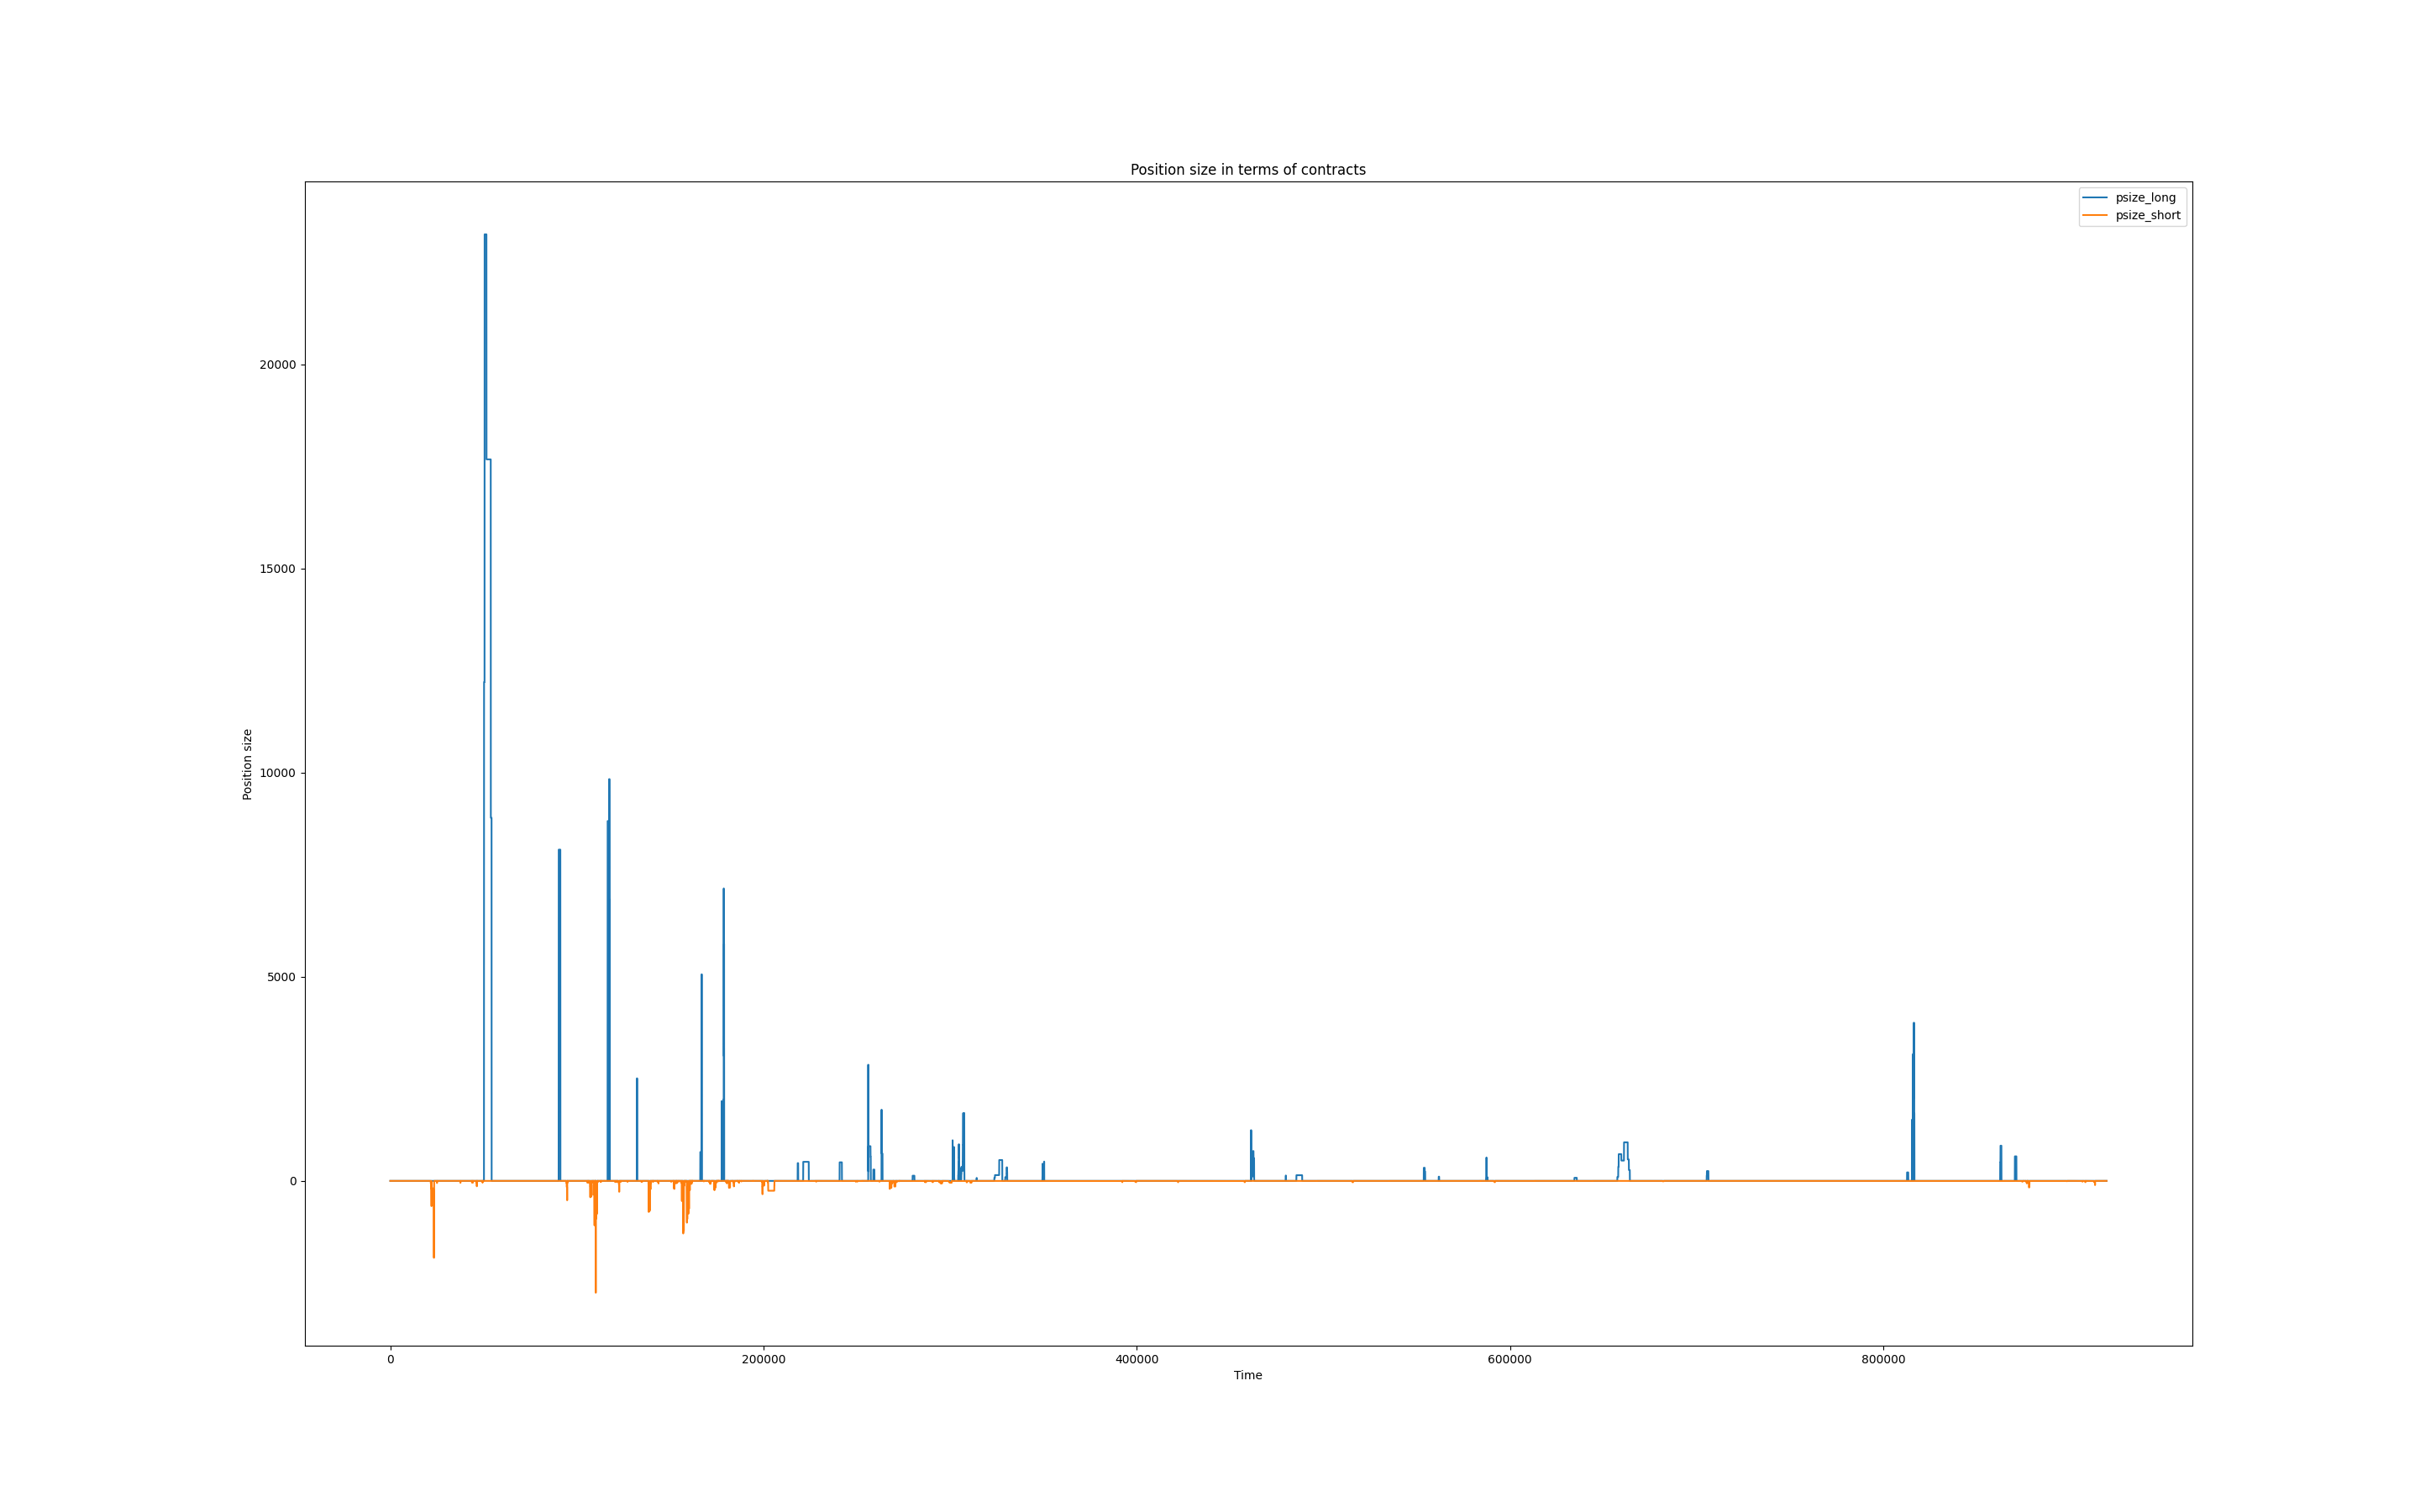 Position size in terms of contracts
psize_long
psize_short
Position size
20000
15000
10000
5000
0
0
200000
400000
600000
800000
Time